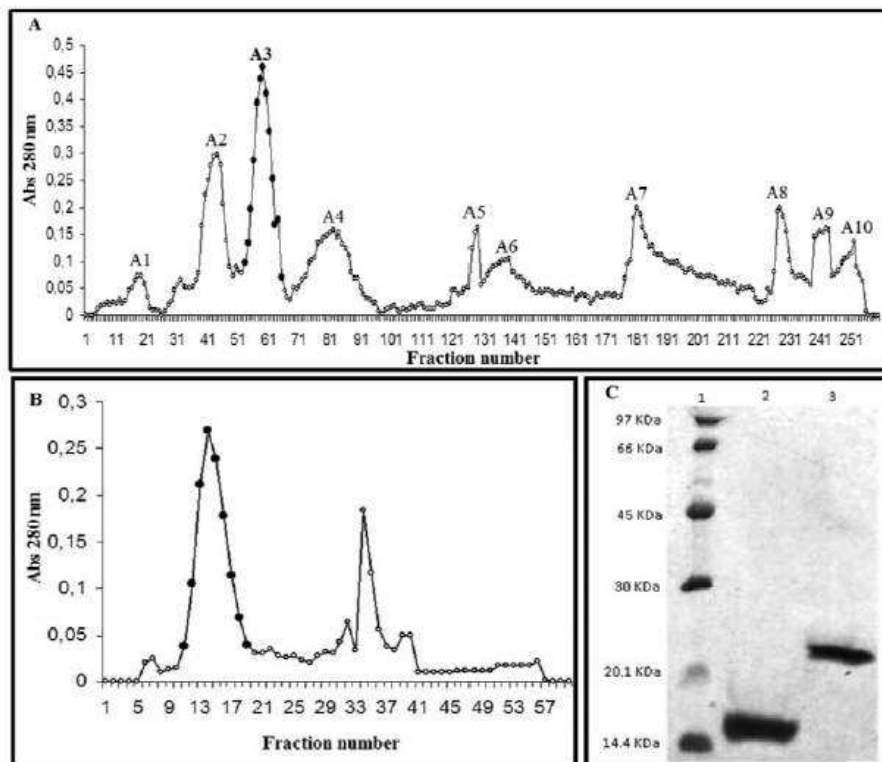 A
Abs 280 nm
0,5
0,45
0,4
0,35
0,3
0,25
0,2
0,15
0,1
0,05
0
A1
A2
A3
A4
A5
A6
A7
A8
A9
A10
1 11 21 31 41 51 61 71 81 91 101 111 121 131 141 151 161 171 181 191 201 211 221 231 241 251
Fraction number
B
Abs 280 nm
0,3
0,25
0,2
0,15
0,1
0,05
0
1 5 9 13 17 21 25 29 33 37 41 45 49 53 57
Fraction number
C
1 2 3
97 KDa
66 KDa
45 KDa
30 KDa
20.1 KDa
14.4 KDa